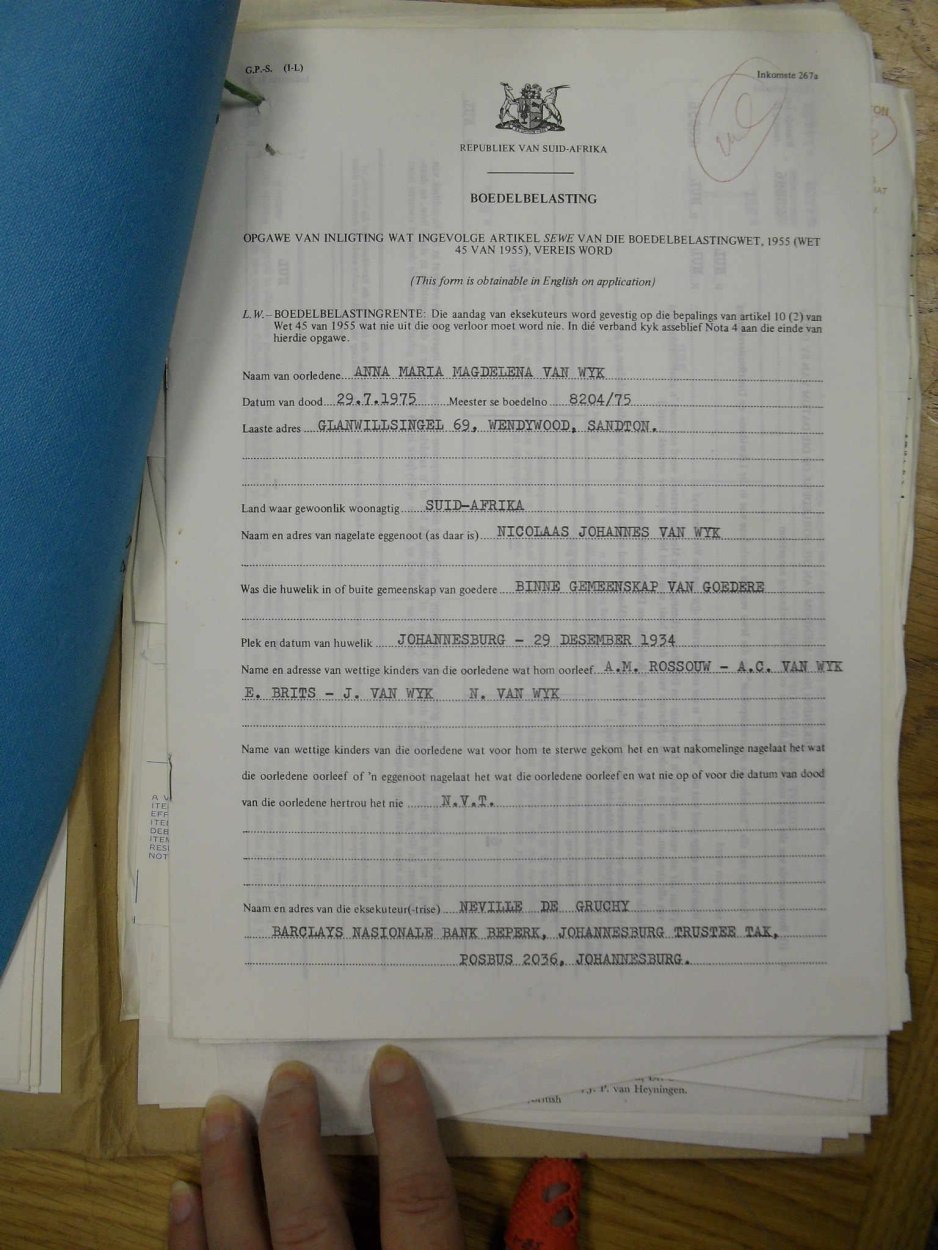 G.P.-S. (I-L)
Inkomste 267a
REPUBLIEK VAN SUID-AFRIKA
BOEDELBELASTING
OPGAWE VAN INLIGTING WAT INGEVOLGE ARTIKEL SEWE VAN DIE BOEDELBELASTINGWET, 1955 (WET
45 VAN 1955), VEREIS WORD
(This form is obtainable in English on application)
L.W.–BOEDELBELASTINGRENTE: Die aandag van eksekuteurs word gevestig op die bepalings van artikel 10 (2) van
Wet 45 van 1955 wat nie uit die oog verloor moet word nie. In dié verband kyk asseblief Nota 4 aan die einde van
hierdie opgawe.
Naam van oorledene ANNA MARIA MAGDELENA VAN WYK
Datum van dood 29.7.1975 Meester se boedelno 8204/75
Laaste adres GLANWILLSINGEL 69, WENDYWOOD, SANDTON.
Land waar gewoonlik woonagtig SUID-AFRIKA
Naam en adres van nagelate eggenoot (as daar is) NICOLAAS JOHANNES VAN WYK
Was die huwelik in of buite gemeenskap van goedere BINNE GEMEENSKAP VAN GOEDERE
Plek en datum van huwelik JOHANNESBURG - 29 DESEMBER 1934
Name en adresse van wettige kinders van die oorledene wat hom oorleef A.M. ROSSOUW - A.C. VAN WYK
E. BRITS - J. VAN WYK N. VAN WYK
Name van wettige kinders van die oorledene wat voor hom te sterwe gekom het en wat nakomelinge nagelaat het wat
die oorledene oorleef of 'n eggenoot nagelaat het wat die oorledene oorleef en wat nie op of voor die datum van dood
van die oorledene hertrou het nie N.V.T.
Naam en adres van die eksekuteur(-trise) NEVILLE DE GRUCHY
BARCLAYS NASIONALE BANK BEPERK, JOHANNESBURG TRUSTEE TAK,
POSBUS 2036, JOHANNESBURG.
P. van Heyningen.